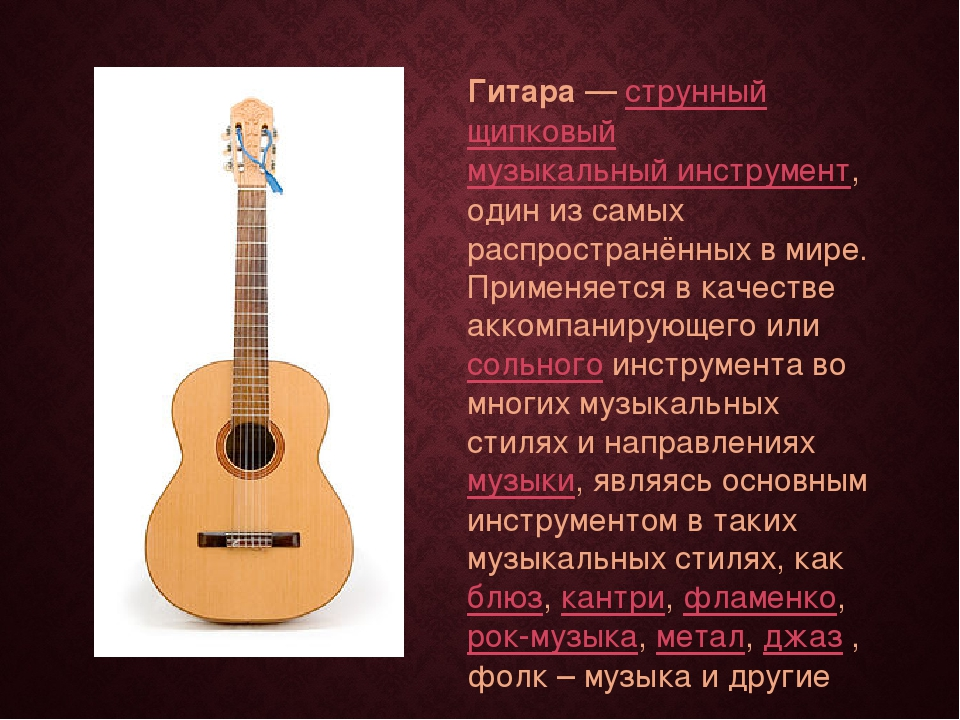 Гитара — струнный
щипковый
музыкальный инструмент,
один из самых
распространённых в мире.
Применяется в качестве
аккомпанирующего или
сольного инструмента во
многих музыкальных
стилях и направлениях
музыки, являясь основным
инструментом в таких
музыкальных стилях, как
блюз, кантри, фламенко,
рок-музыка, метал, джаз ,
фолк – музыка и другие